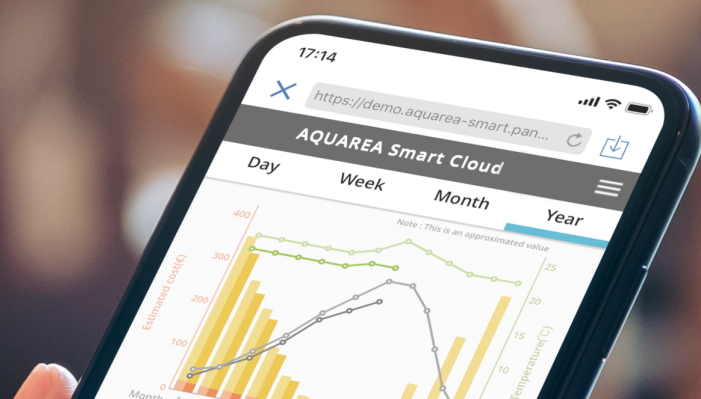 17:14
https://demo.aquarea-smart.pan...
AQUAREA Smart Cloud
Day Week Month Year
Note : This is an approximated value
400
300
200
100
0
Estimated cost(€)
25
20
15
10
Temperature(°C)
Month